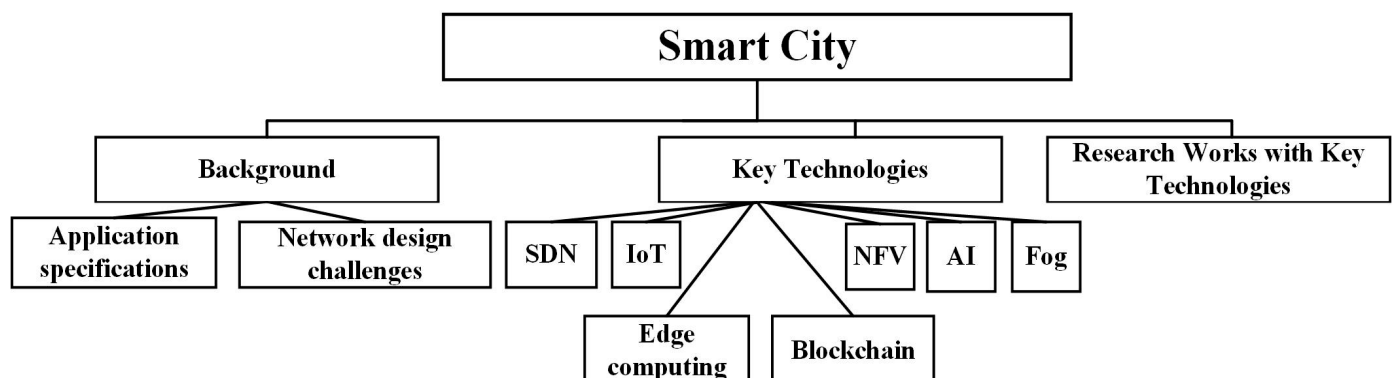 Smart City
Background
Key Technologies
Research Works with Key
Technologies
Application
specifications
Network design
challenges
SDN
IoT
NFV
AI
Fog
Edge
computing
Blockchain